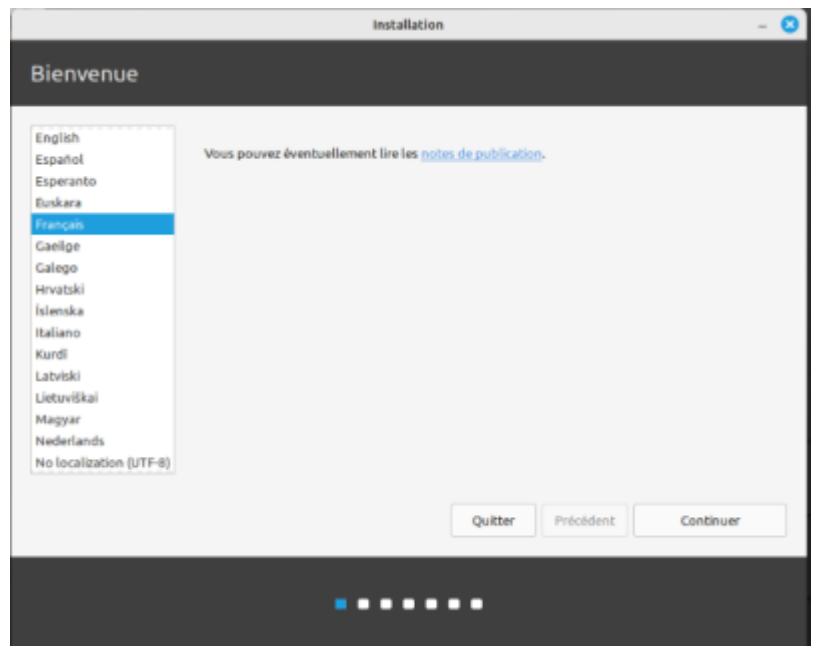 Installation
Bienvenue
English
Español
Esperanto
Euskara
Français
Gaeilge
Galego
Hrvatski
Íslenska
Italiano
Kurdî
Latviski
Lietuviškai
Magyar
Nederlands
No localization (UTF-8)
Vous pouvez éventuellement lire les notes de publication.
Quitter
Précédent
Continuer